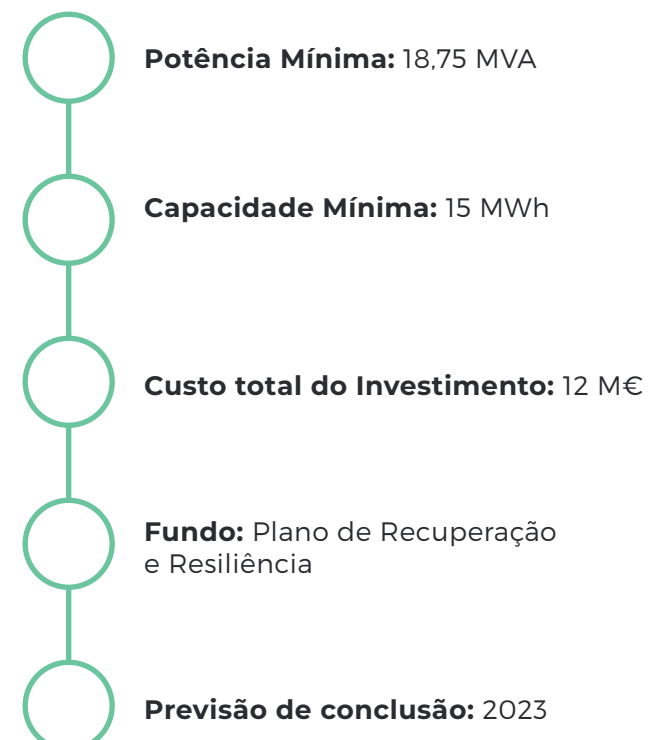 Potência Mínima: 18,75 MVA
Capacidade Mínima: 15 MWh
Custo total do Investimento: 12 M€
Fundo: Plano de Recuperação
e Resiliência
Previsão de conclusão: 2023